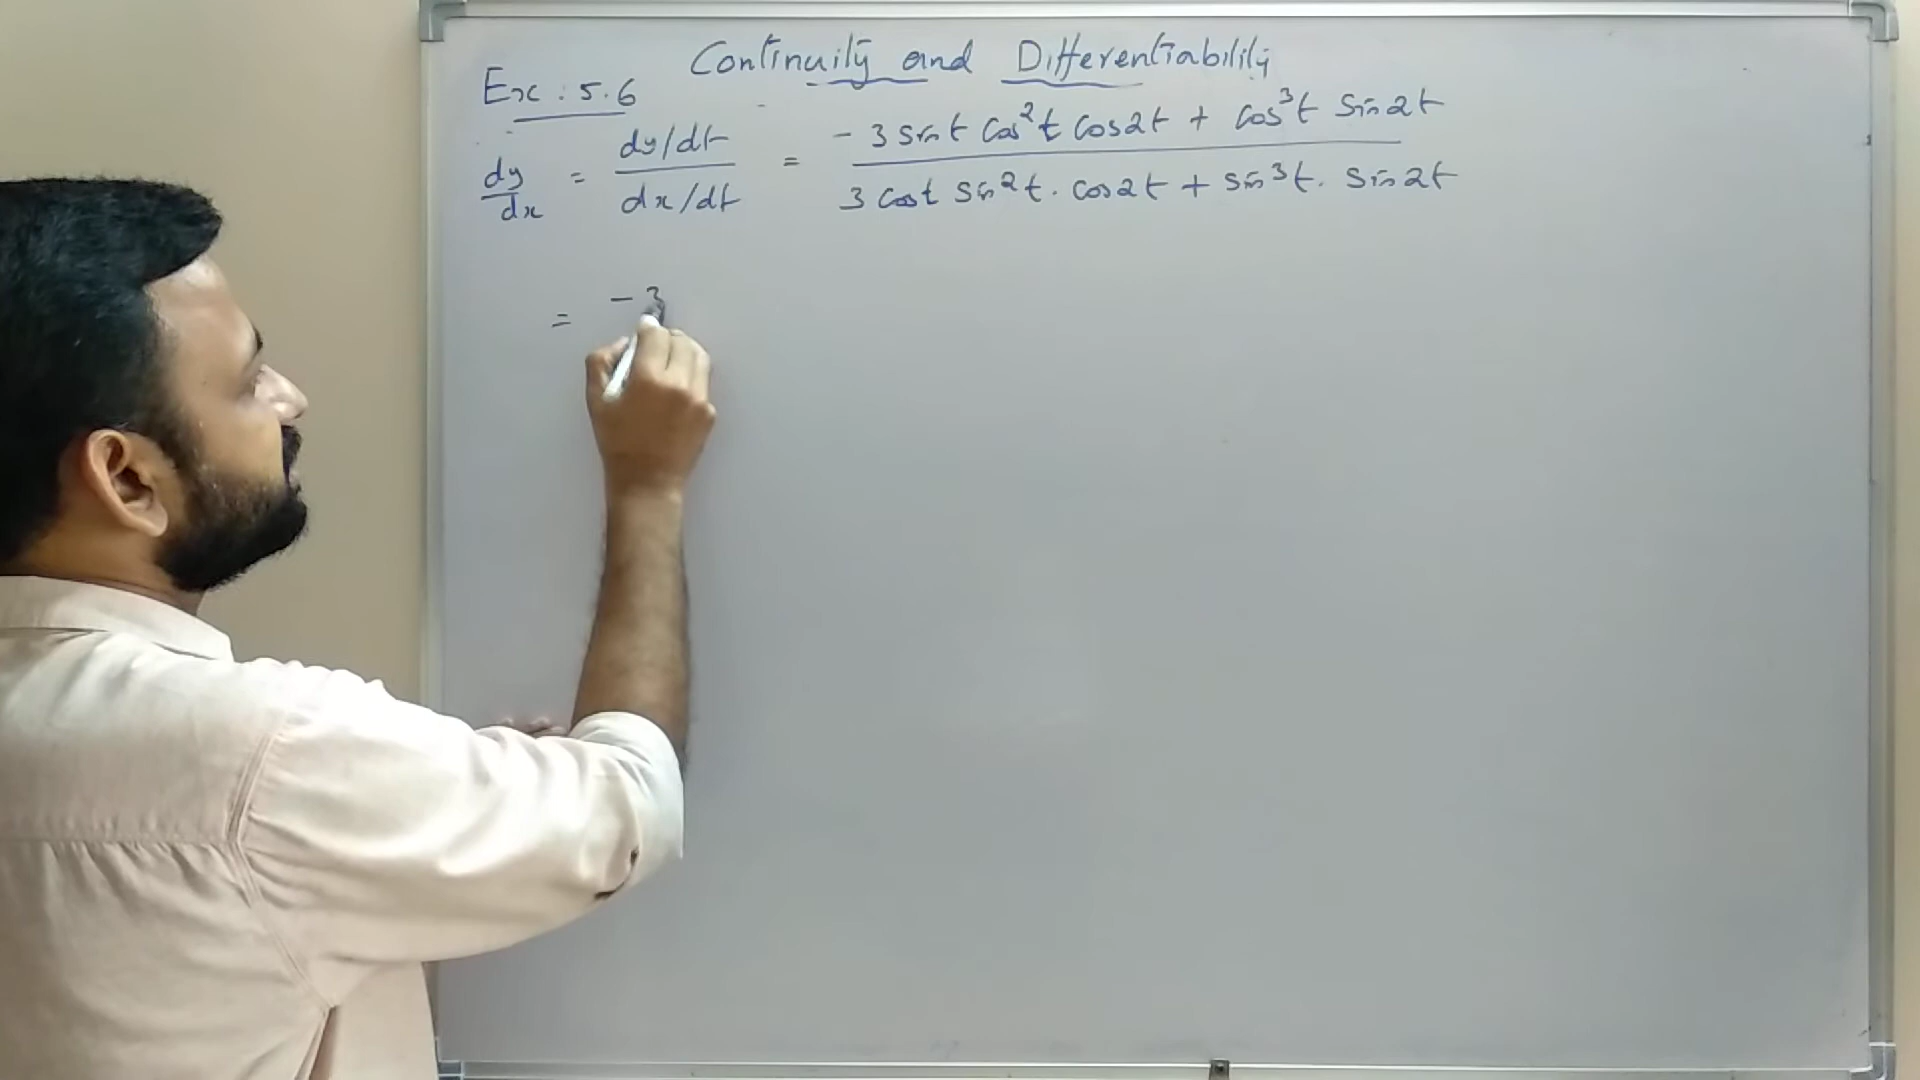 Continuity and Differentiability
Ex : 5.6
dy/dx = (dy/dt)/(dx/dt) = (- 3 sin t cos²t cos2t + cos³t sin2t)/(3 cost sin²t . cos2t + sin³t . sin2t)
= - 3